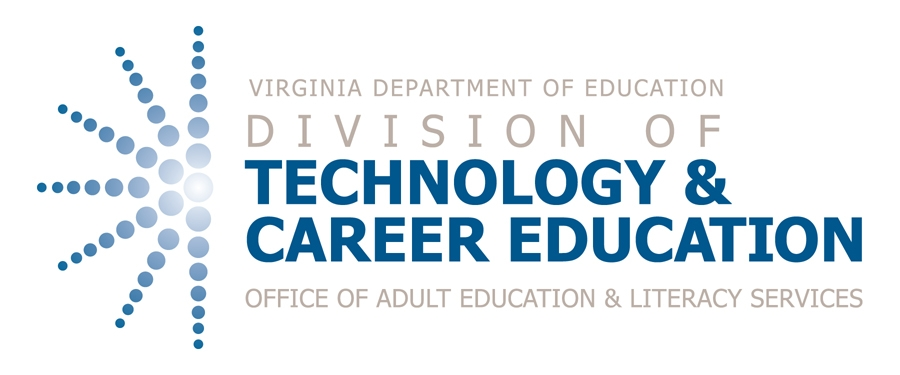 VIRGINIA DEPARTMENT OF EDUCATION
DIVISION OF
TECHNOLOGY &
CAREER EDUCATION
OFFICE OF ADULT EDUCATION & LITERACY SERVICES